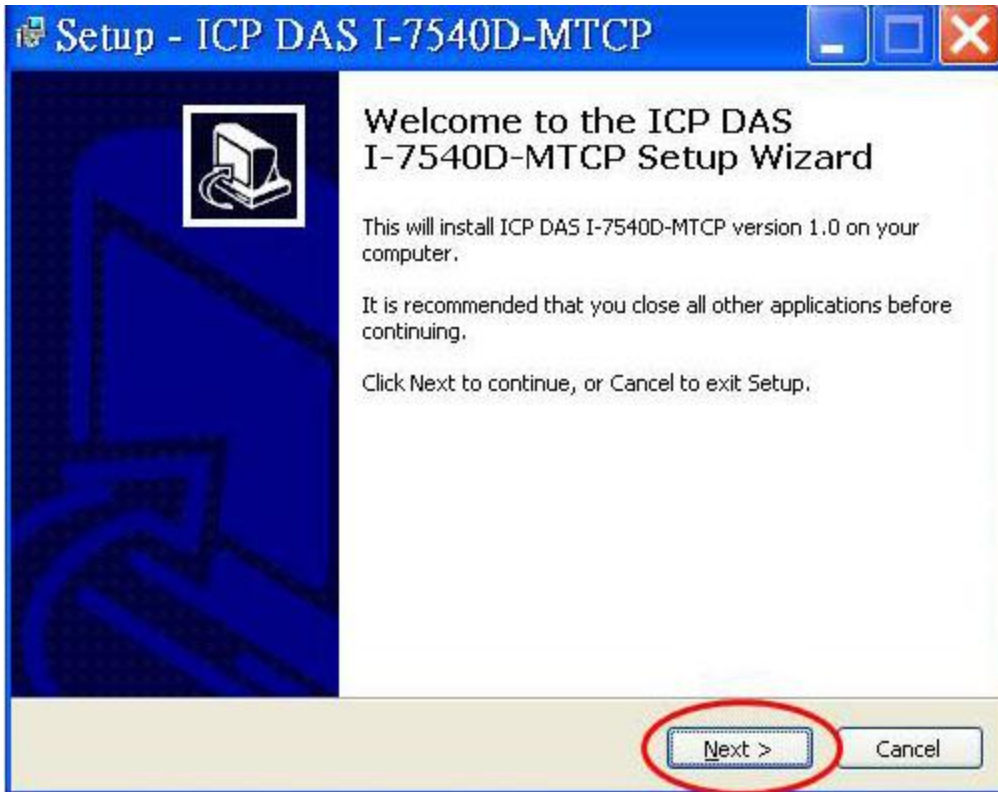 Setup - ICP DAS I-7540D-MTCP
Welcome to the ICP DAS
I-7540D-MTCP Setup Wizard
This will install ICP DAS I-7540D-MTCP version 1.0 on your
computer.
It is recommended that you close all other applications before
continuing.
Click Next to continue, or Cancel to exit Setup.
Next >
Cancel